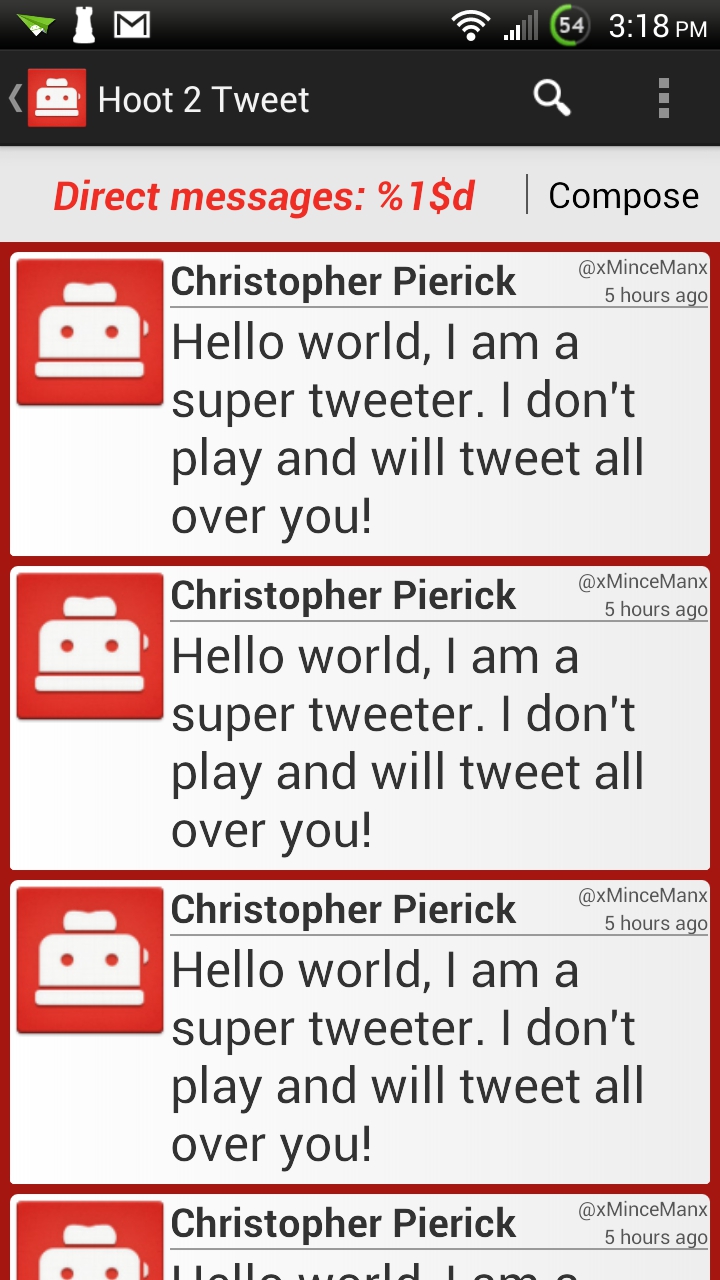 54 3:18 PM
Hoot 2 Tweet
Direct messages: %1$d Compose
Christopher Pierick @xMinceManx
5 hours ago
Hello world, I am a
super tweeter. I don't
play and will tweet all
over you!
Christopher Pierick @xMinceManx
5 hours ago
Hello world, I am a
super tweeter. I don't
play and will tweet all
over you!
Christopher Pierick @xMinceManx
5 hours ago
Hello world, I am a
super tweeter. I don't
play and will tweet all
over you!
Christopher Pierick @xMinceManx
5 hours ago
Hello world, I am a